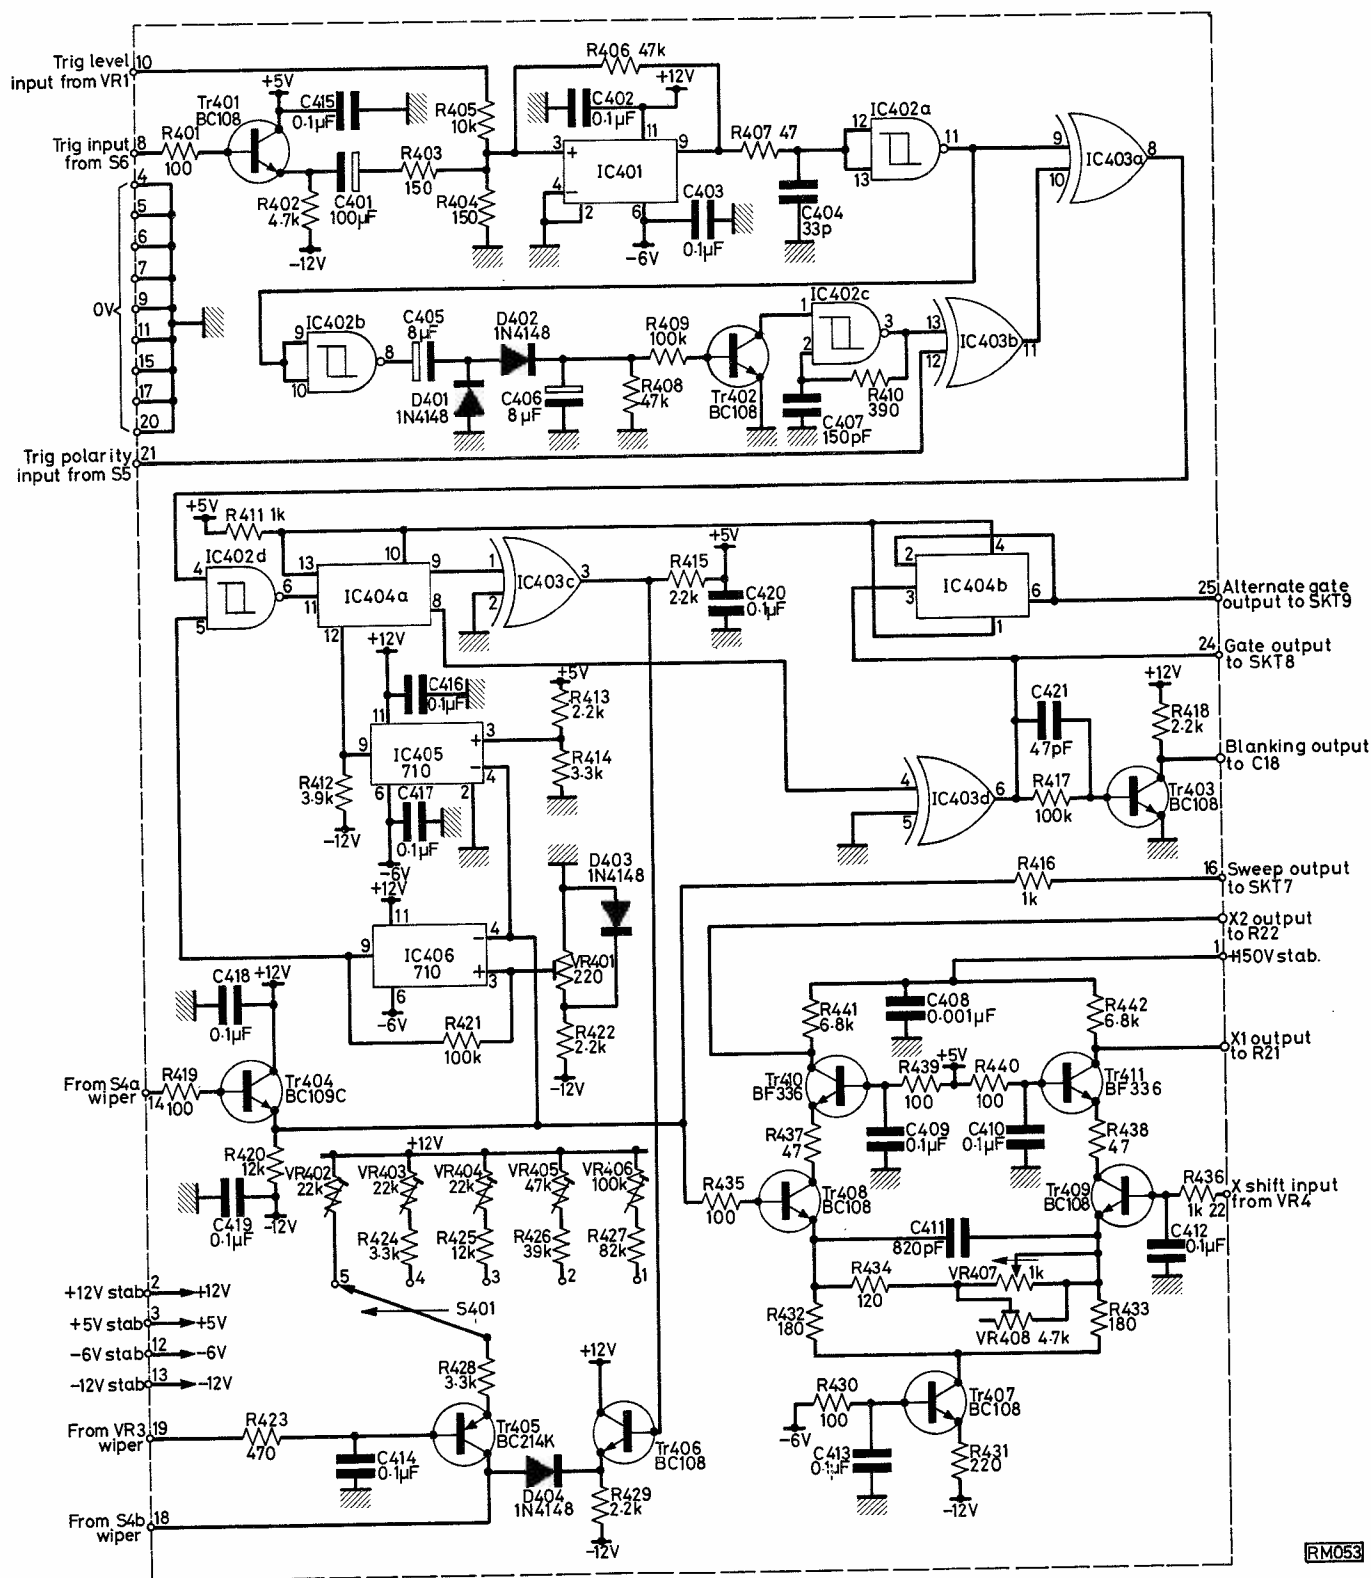 Trig level
input from VR1
10
R406 47k
+5V
+12V
Tr401
BC108
C415
0·1µF
R405
10k
C402
0·1µF
IC402a
R401
100
Trig input
from S6
8
3
+
11
9
IC401
R407 47
12
13
11
9
10
IC403a
8
R403
150
4
−
2
6
R402
4.7k
C401
100µF
R404
150
C403
0·1µF
C404
33p
−12V
−6V
4
5
6
7
9
11
15
17
20
0V
IC402b
9
10
8
C405
8µF
D402
1N4148
R409
100k
IC402c
1
2
3
13
12
IC403b
11
D401
1N4148
C406
8µF
R408
47k
Tr402
BC108
R410
390
C407
150pF
Trig polarity
input from S5
21
+5V
R411 1k
IC402d
4
5
6
13
10
9
11
8
12
IC404a
1
2
IC403c
3
+5V
R415
2.2k
C420
0·1µF
2
4
3
6
1
IC404b
25
Alternate gate
output to SKT9
24
Gate output
to SKT8
+12V
C416
0·1µF
+5V
R413
2.2k
R414
3.3k
11
9
IC405
710
3
+
−
4
6
2
R412
3.9k
−12V
C417
0·1µF
−6V
+12V
C421
47pF
+12V
R418
2.2k
Blanking output
to C18
4
5
IC403d
6
R417
100k
Tr403
BC108
D403
1N4148
R416
1k
16
Sweep output
to SKT7
X2 output
to R22
1
+150V stab.
11
9
IC406
710
−
4
+
3
6
−6V
VR401
220
R421
100k
R422
2.2k
−12V
C418
0·1µF
+12V
R441
6.8k
C408
0·001µF
R442
6.8k
X1 output
to R21
From S4a
wiper
14
R419
100
Tr404
BC109C
Tr410
BF336
R439
100
+5V
R440
100
Tr411
BF336
C409
0·1µF
C410
0·1µF
R437
47
R438
47
R420
12k
C419
0·1µF
−12V
+12V
VR402
22k
VR403
22k
VR404
22k
VR405
47k
VR406
100k
R424
3.3k
R425
12k
R426
39k
R427
82k
5
4
3
2
1
S401
R435
100
Tr408
BC108
Tr409
BC108
R436
1k
22
X shift input
from VR4
C411
820pF
C412
0·1µF
R434
120
VR407
1k
VR408 4.7k
R432
180
R433
180
+12V stab
2
+12V
+5V stab
3
+5V
−6V stab
12
−6V
−12V stab
13
−12V
R428
3.3k
+12V
From VR3
wiper
19
R423
470
C414
0·1µF
Tr405
BC214K
Tr406
BC108
D404
1N4148
R429
2.2k
−12V
R430
100
−6V
C413
0·1µF
Tr407
BC108
R431
220
−12V
From S4b
wiper
18
RM053